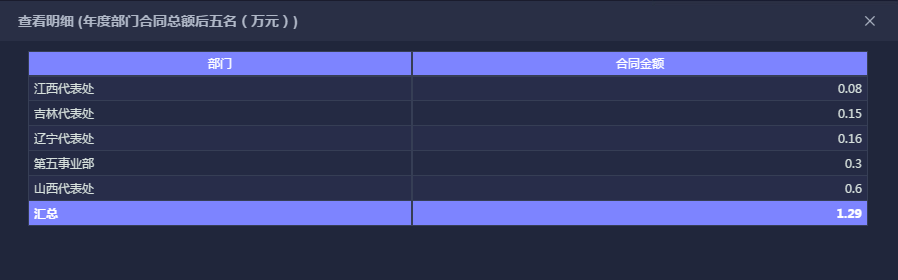 查看明细 (年度部门合同总额后五名（万元）)
部门 合同金额
江西代表处 0.08
吉林代表处 0.15
辽宁代表处 0.16
第五事业部 0.3
山西代表处 0.6
汇总 1.29